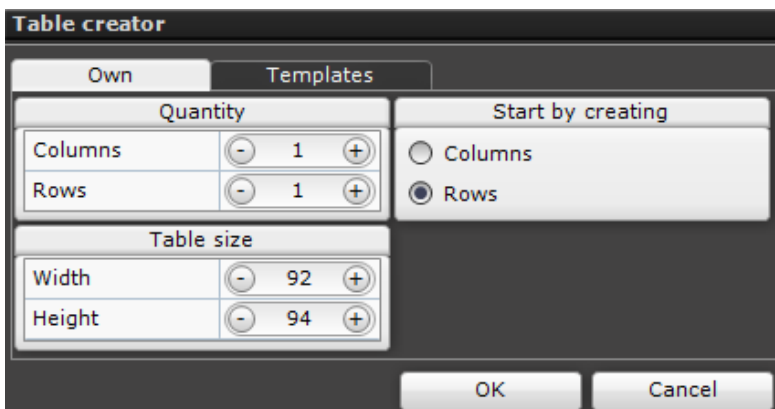 Table creator
Own Templates
Quantity
Columns - 1 +
Rows - 1 +
Start by creating
Columns
Rows
Table size
Width - 92 +
Height - 94 +
OK Cancel